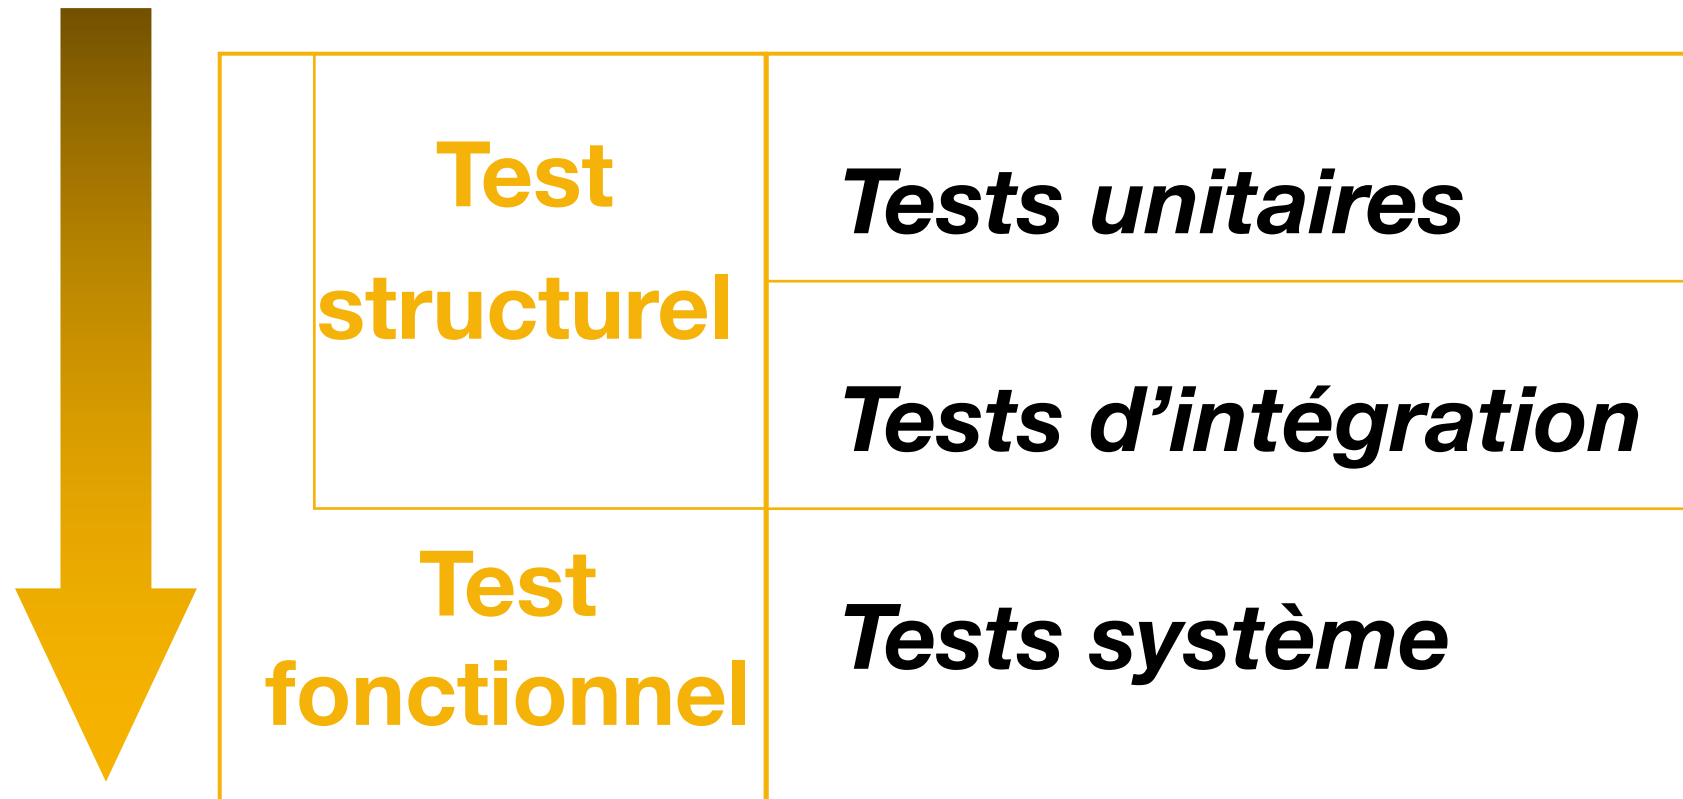 Test
structurel
Tests unitaires
Tests d’intégration
Test
fonctionnel
Tests système